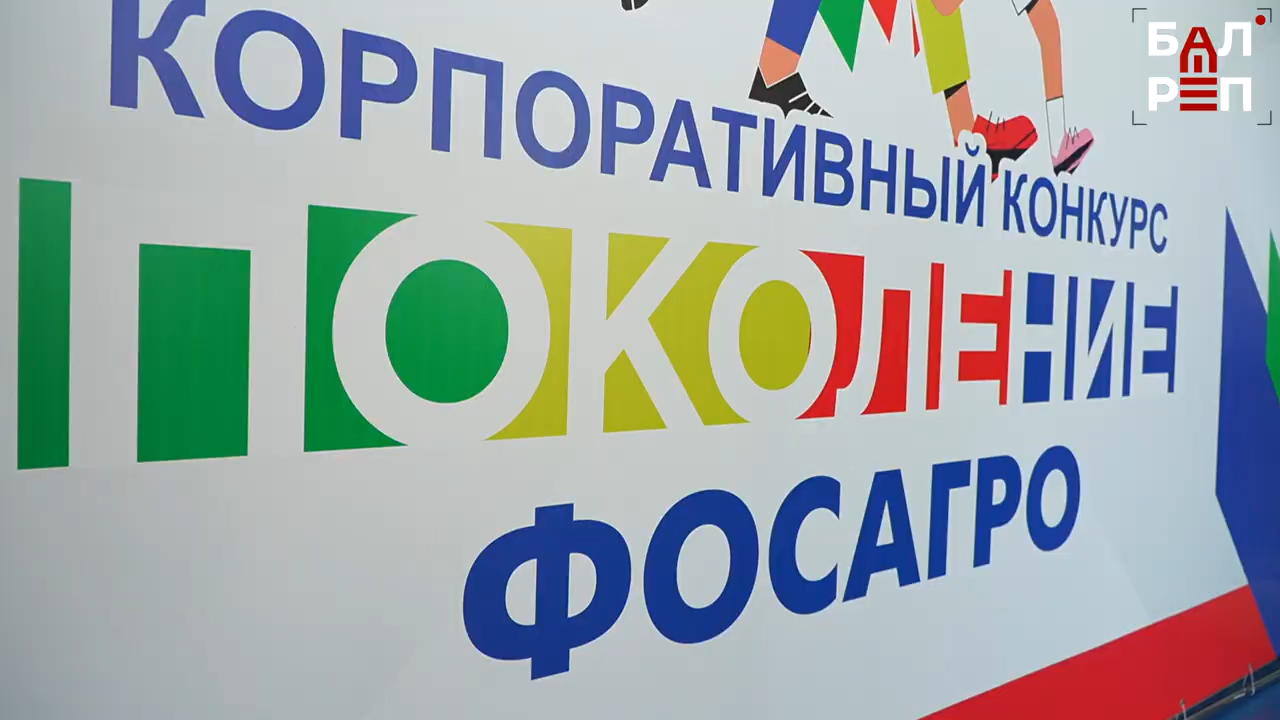 БАЛ
РЕП
КОРПОРАТИВНЫЙ КОНКУРС
ПОКОЛЕНИЕ
ФОСАГРО